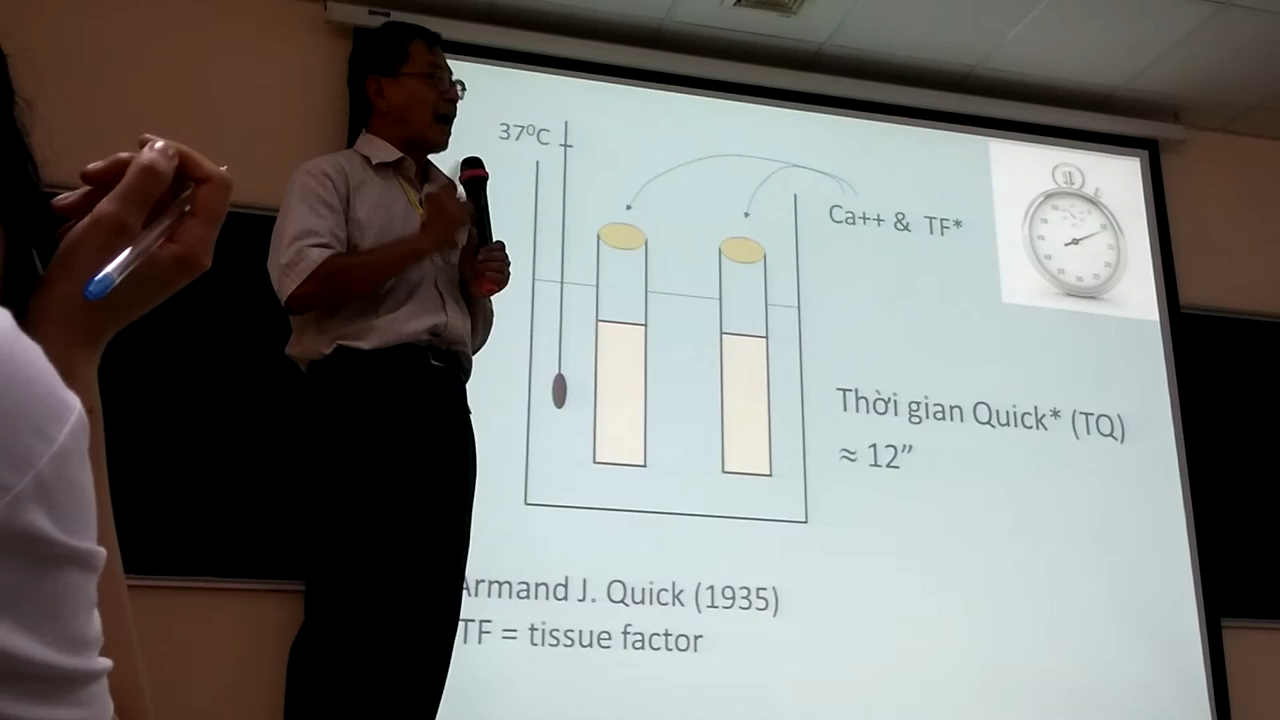 37⁰C
Ca++ & TF*
Thời gian Quick* (TQ)
≈ 12”
Armand J. Quick (1935)
TF = tissue factor